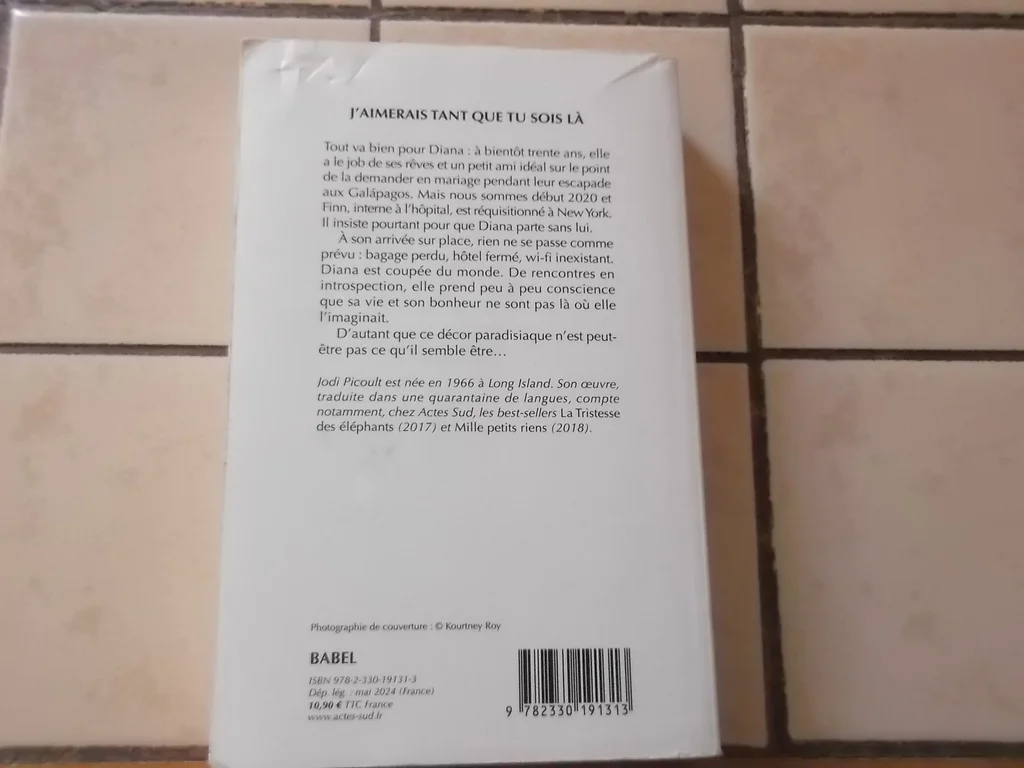 J'AIMERAIS TANT QUE TU SOIS LÀ
Tout va bien pour Diana : à bientôt trente ans, elle
a le job de ses rêves et un petit ami idéal sur le point
de la demander en mariage pendant leur escapade
aux Galápagos. Mais nous sommes début 2020 et
Finn, interne à l'hôpital, est réquisitionné à New York.
Il insiste pourtant pour que Diana parte sans lui.
À son arrivée sur place, rien ne se passe comme
prévu : bagage perdu, hôtel fermé, wi-fi inexistant.
Diana est coupée du monde. De rencontres en
introspection, elle prend peu à peu conscience
que sa vie et son bonheur ne sont pas là où elle
l'imaginait.
D'autant que ce décor paradisiaque n'est peut-
être pas ce qu'il semble être…
Jodi Picoult est née en 1966 à Long Island. Son œuvre,
traduite dans une quarantaine de langues, compte
notamment, chez Actes Sud, les best-sellers La Tristesse
des éléphants (2017) et Mille petits riens (2018).
Photographie de couverture : © Kourtney Roy
BABEL
ISBN 978-2-330-19131-3
Dép. lég. : mai 2024 (France)
10,90 € TTC France
www.actes-sud.fr
9 782330 191313